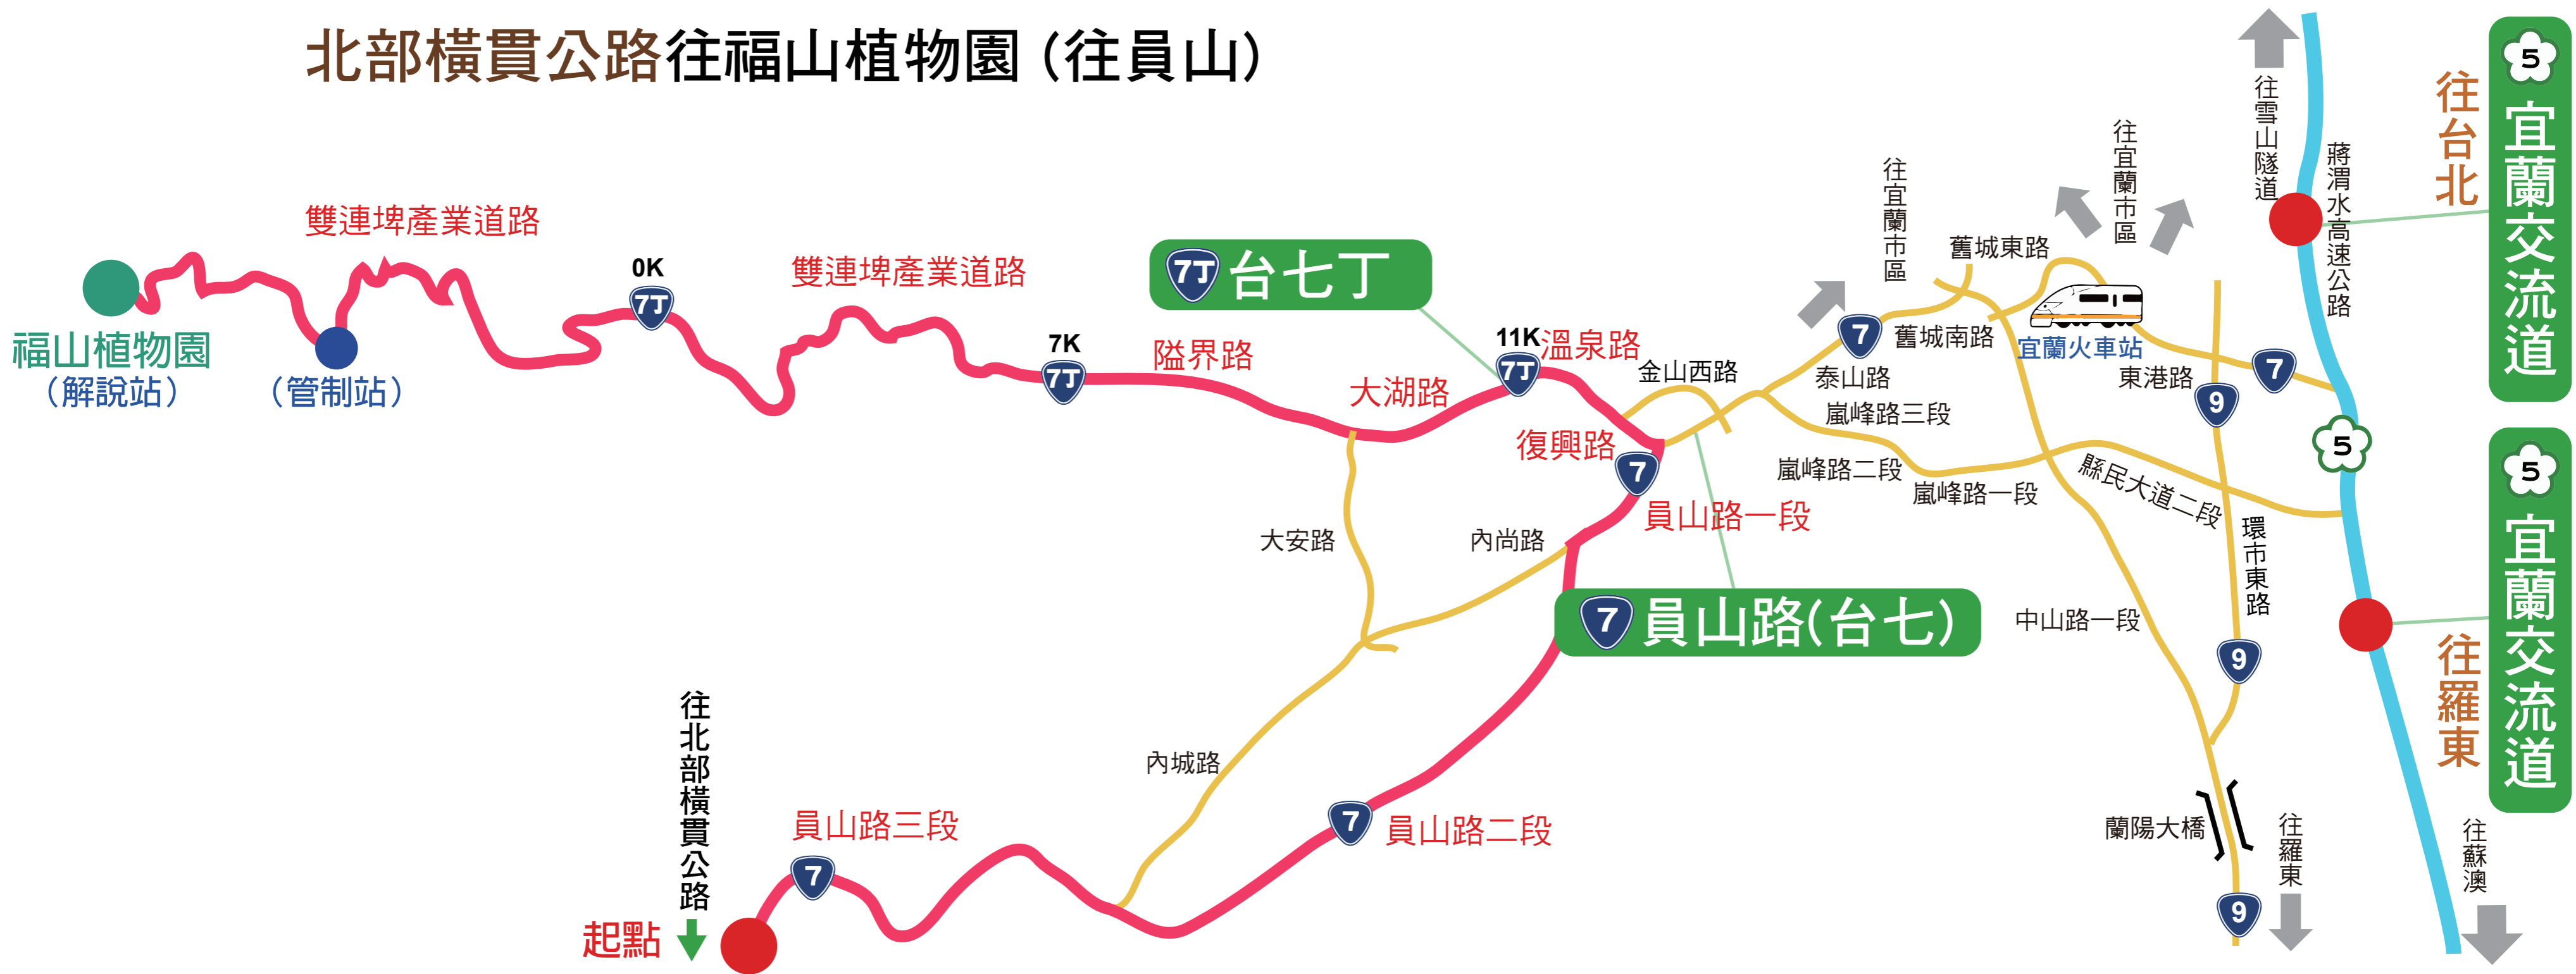 北部橫貫公路往福山植物園（往員山）
5
宜蘭交流道
往台北
往雪山隧道
蔣渭水高速公路
往宜蘭市區
往宜蘭市區
舊城東路
雙連埤產業道路
0K
7丁
雙連埤產業道路
7丁 台七丁
福山植物園
（解說站）
（管制站）
7K
7丁
隘界路
大湖路
11K
7丁
溫泉路
金山西路
7
舊城南路
宜蘭火車站
泰山路
東港路
7
9
嵐峰路三段
復興路
7
嵐峰路二段
嵐峰路一段
縣民大道二段
5
5
宜蘭交流道
員山路一段
大安路
內尚路
環市東路
7 員山路(台七）
中山路一段
9
往羅東
往北部橫貫公路
內城路
員山路三段
7
7
員山路二段
蘭陽大橋
往羅東
往蘇澳
起點
9